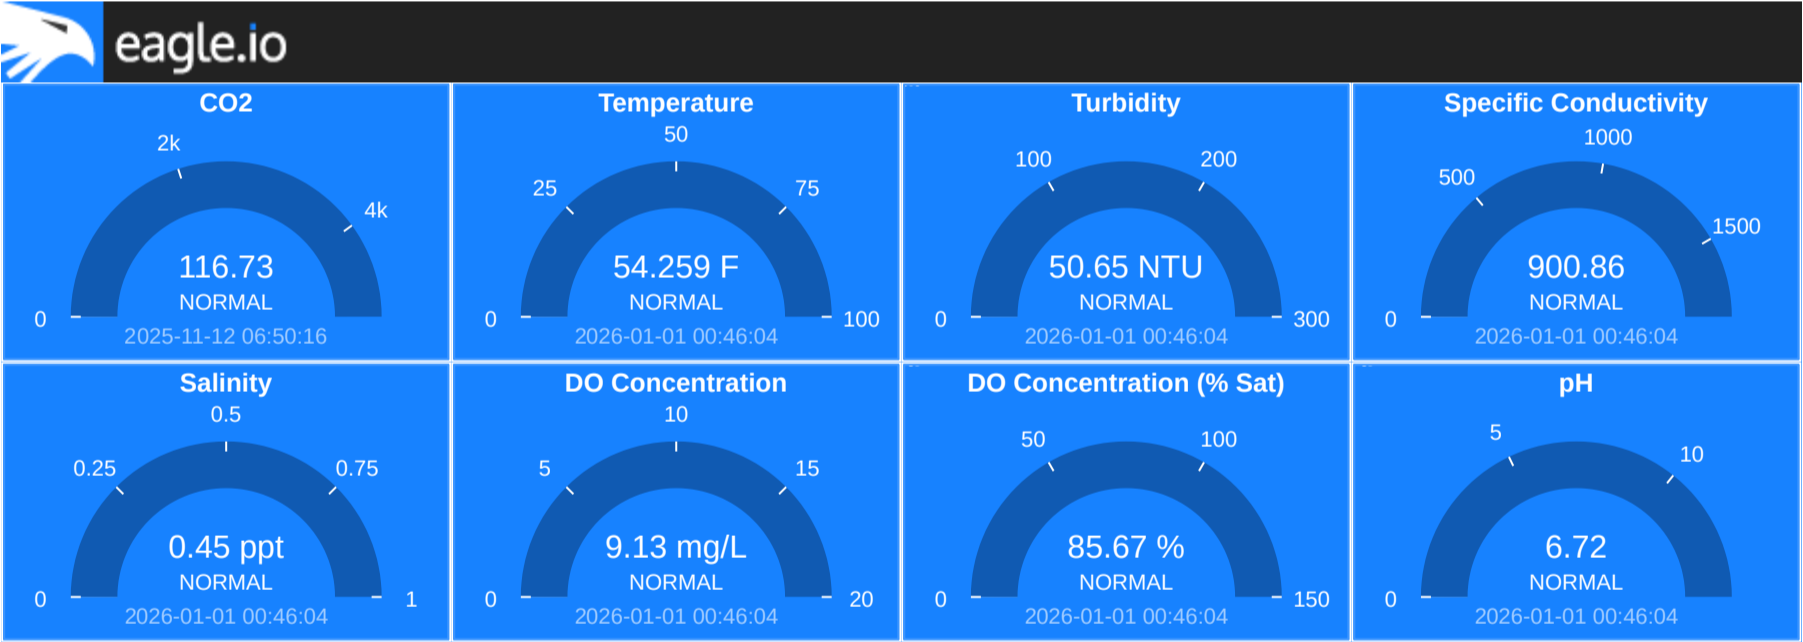 eagle.io
CO2
2k
4k
0
116.73
NORMAL
2025-11-12 06:50:16
Temperature
50
25
75
0
100
54.259 F
NORMAL
2026-01-01 00:46:04
Turbidity
100
200
0
300
50.65 NTU
NORMAL
2026-01-01 00:46:04
Specific Conductivity
1000
500
1500
0
900.86
NORMAL
2026-01-01 00:46:04
Salinity
0.5
0.25
0.75
0
1
0.45 ppt
NORMAL
2026-01-01 00:46:04
DO Concentration
10
5
15
0
20
9.13 mg/L
NORMAL
2026-01-01 00:46:04
DO Concentration (% Sat)
50
100
0
150
85.67 %
NORMAL
2026-01-01 00:46:04
pH
5
10
0
6.72
NORMAL
2026-01-01 00:46:04